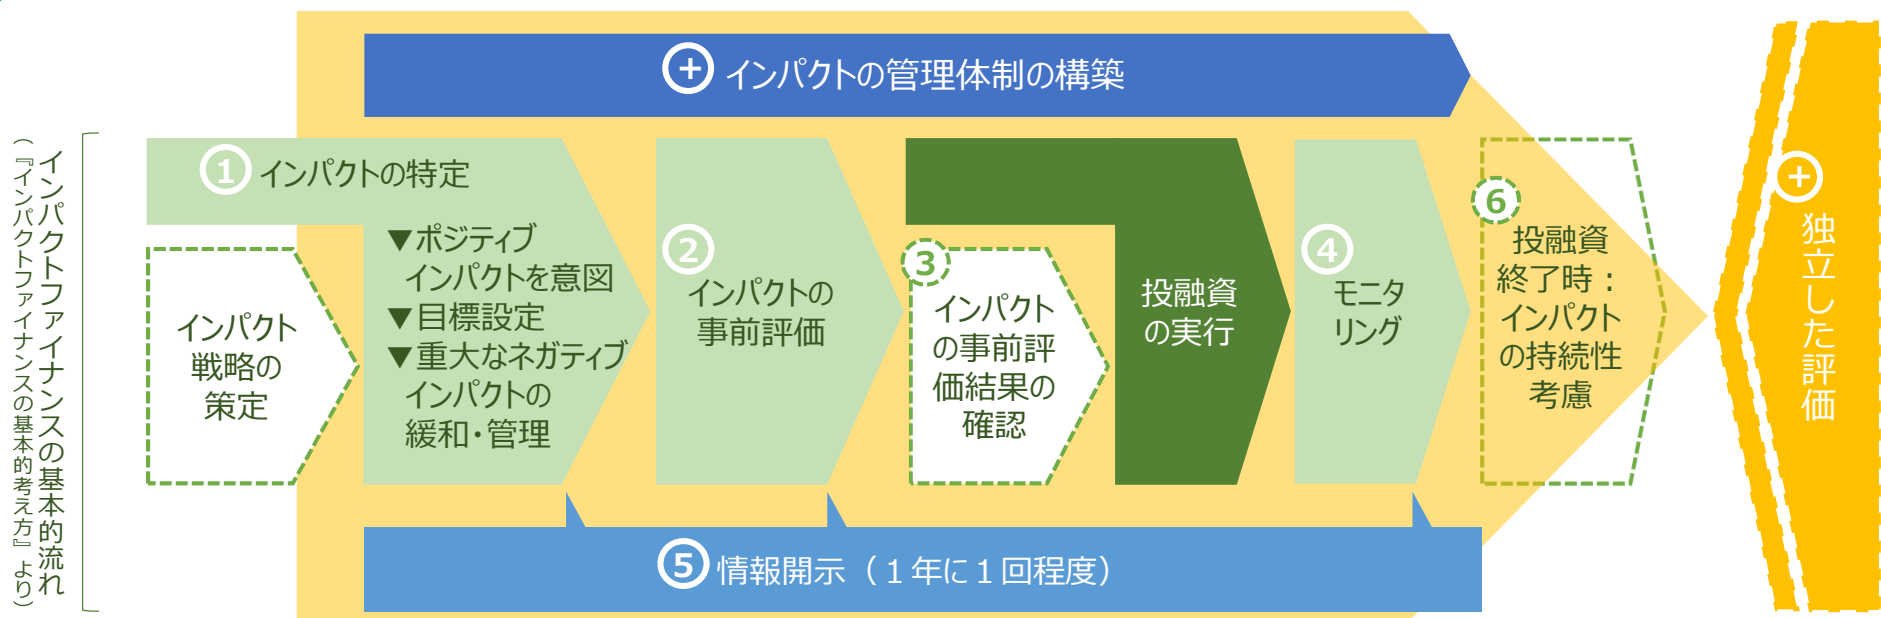 インパクトファイナンスの基本的流れ
（『インパクトファイナンスの基本的考え方』より）
+ インパクトの管理体制の構築
① インパクトの特定
▼ポジティブ
インパクトを意図
▼目標設定
▼重大なネガティブ
インパクトの
緩和・管理
インパクト
戦略の
策定
②
インパクトの
事前評価
③
インパクト
の事前評
価結果の
確認
投融資
の実行
④
モニタ
リング
⑥
投融資
終了時：
インパクト
の持続性
考慮
⑤ 情報開示（１年に１回程度）
+
独立した評価